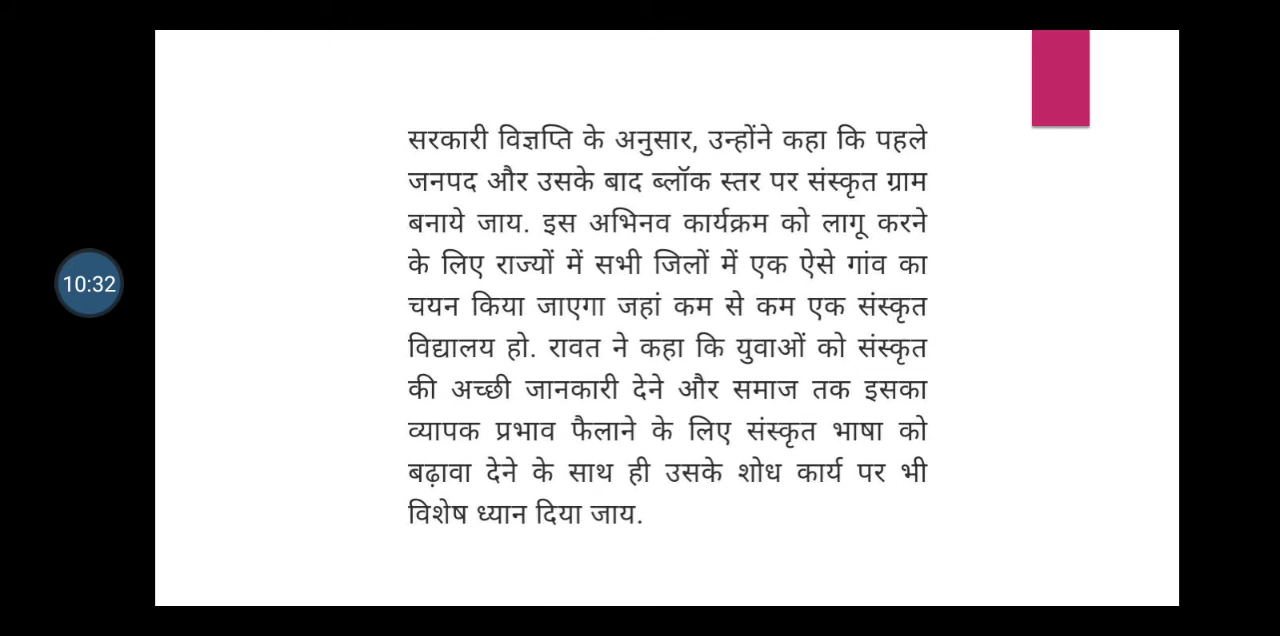 सरकारी विज्ञप्ति के अनुसार, उन्होंने कहा कि पहले
जनपद और उसके बाद ब्लॉक स्तर पर संस्कृत ग्राम
बनाये जाय. इस अभिनव कार्यक्रम को लागू करने
के लिए राज्यों में सभी जिलों में एक ऐसे गांव का
10:32
चयन किया जाएगा जहां कम से कम एक संस्कृत
विद्यालय हो. रावत ने कहा कि युवाओं को संस्कृत
की अच्छी जानकारी देने और समाज तक इसका
व्यापक प्रभाव फैलाने के लिए संस्कृत भाषा को
बढ़ावा देने के साथ ही उसके शोध कार्य पर भी
विशेष ध्यान दिया जाय.